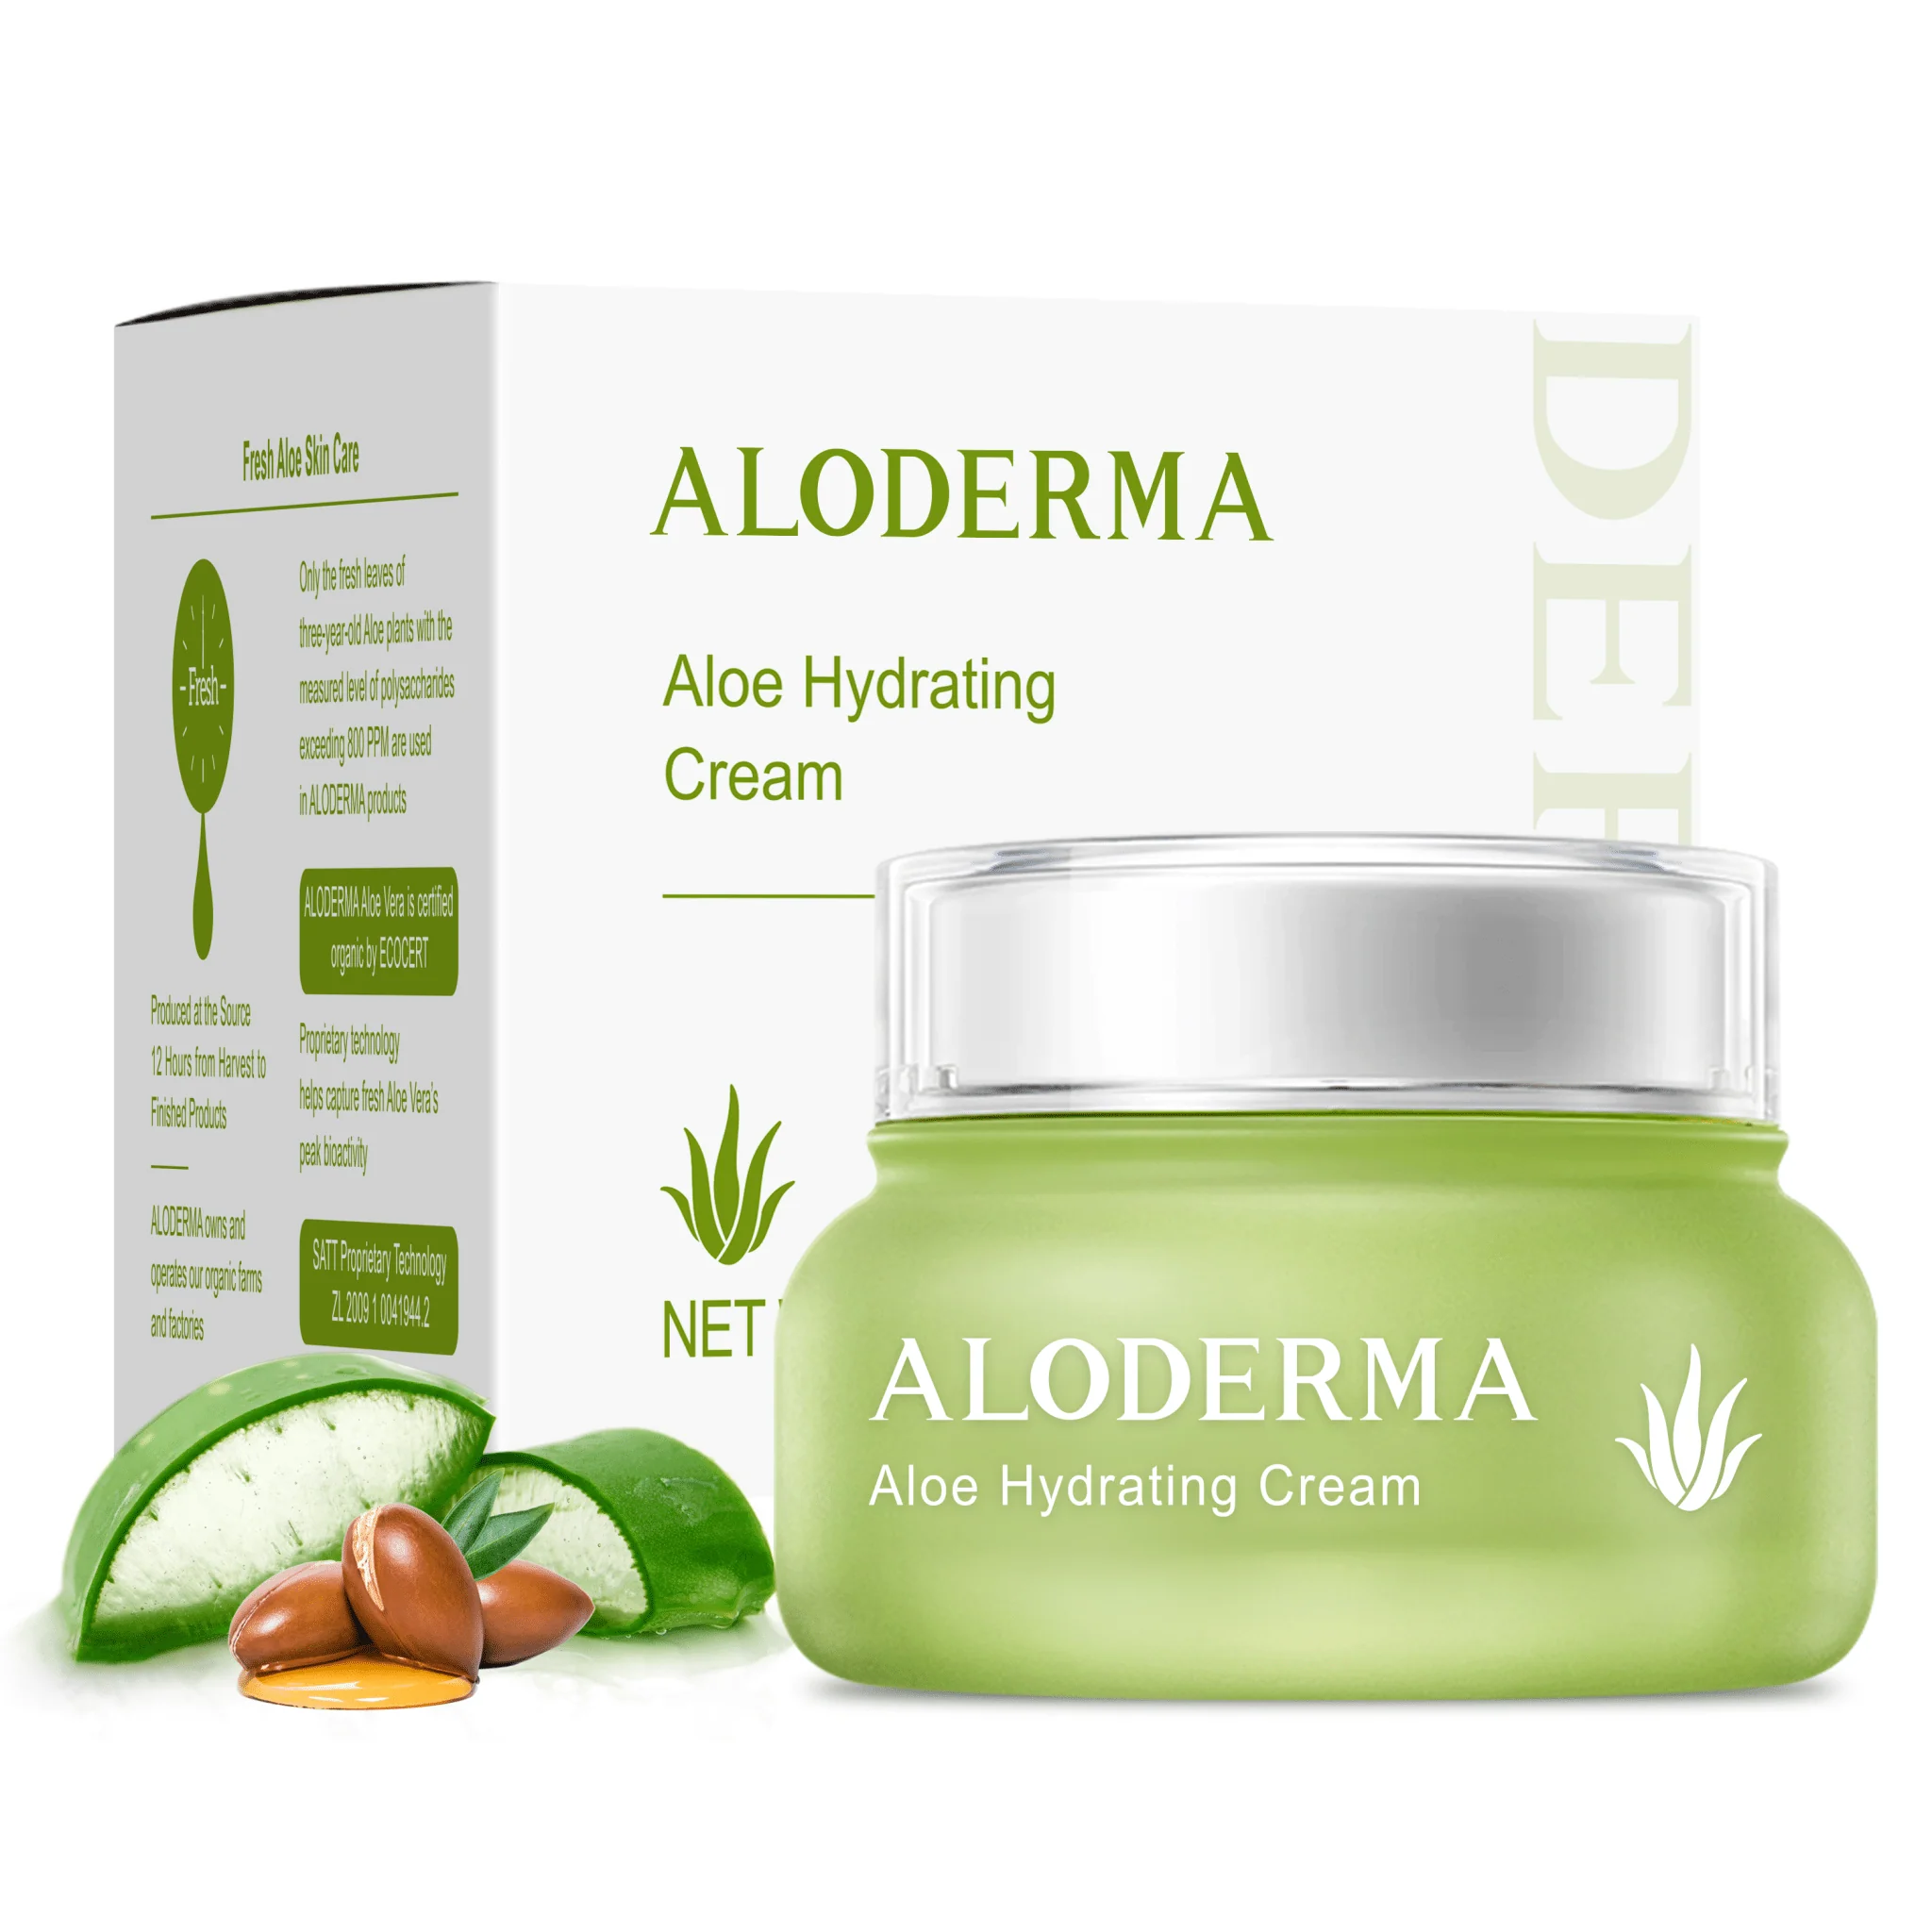 Fresh Aloe Skin Care
Fresh
Produced at the Source
12 Hours from Harvest to
Finished Products
ALODERMA owns and
operates our organic farms
and factories
Only the fresh leaves of
three-year-old Aloe plants with the
measured level of polysaccharides
exceeding 800 PPM are used
in ALODERMA products
ALODERMA Aloe Vera is certified
organic by ECOCERT
Proprietary technology
helps capture fresh Aloe Vera's
peak bioactivity
SATT Proprietary Technology
ZL 2009 1 0041944.2
ALODERMA
Aloe Hydrating
Cream
NET
ALODERMA
Aloe Hydrating Cream